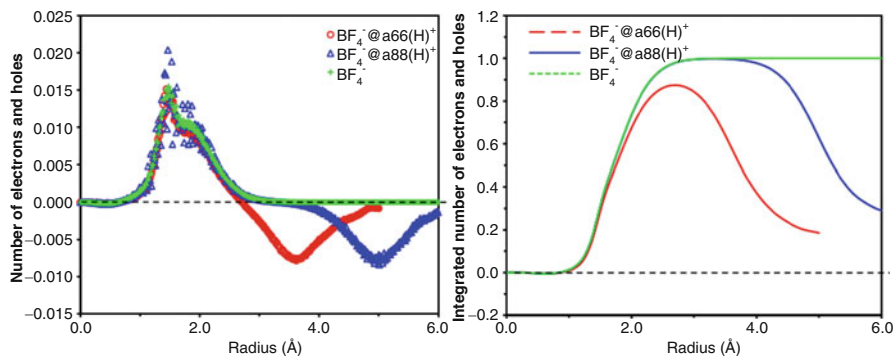 Number of electrons and holes
0.025
0.020
0.015
0.010
0.005
0.000
−0.005
−0.010
−0.015
0.0
2.0
4.0
6.0
Radius (Å)
BF₄⁻@a66(H)⁺
BF₄⁻@a88(H)⁺
BF₄⁻
Integrated number of electrons and holes
1.2
1.0
0.8
0.6
0.4
0.2
0.0
−0.2
0.0
2.0
4.0
6.0
Radius (Å)
BF₄⁻@a66(H)⁺
BF₄⁻@a88(H)⁺
BF₄⁻